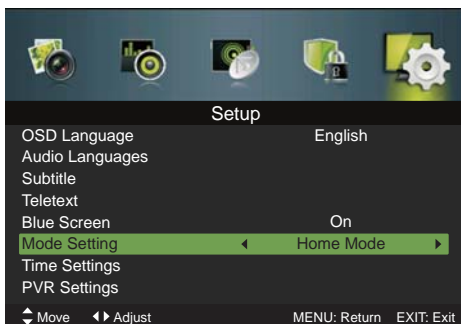 Setup
OSD Language English
Audio Languages
Subtitle
Teletext
Blue Screen On
Mode Setting Home Mode
Time Settings
PVR Settings
Move Adjust MENU: Return EXIT: Exit